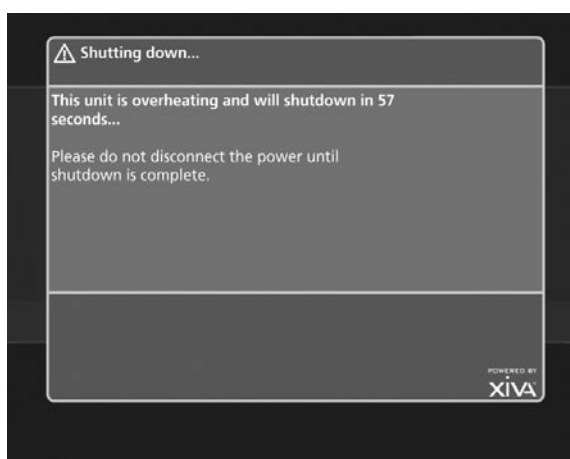 Shutting down...
This unit is overheating and will shutdown in 57
seconds...
Please do not disconnect the power until
shutdown is complete.
POWERED BY
XiVA